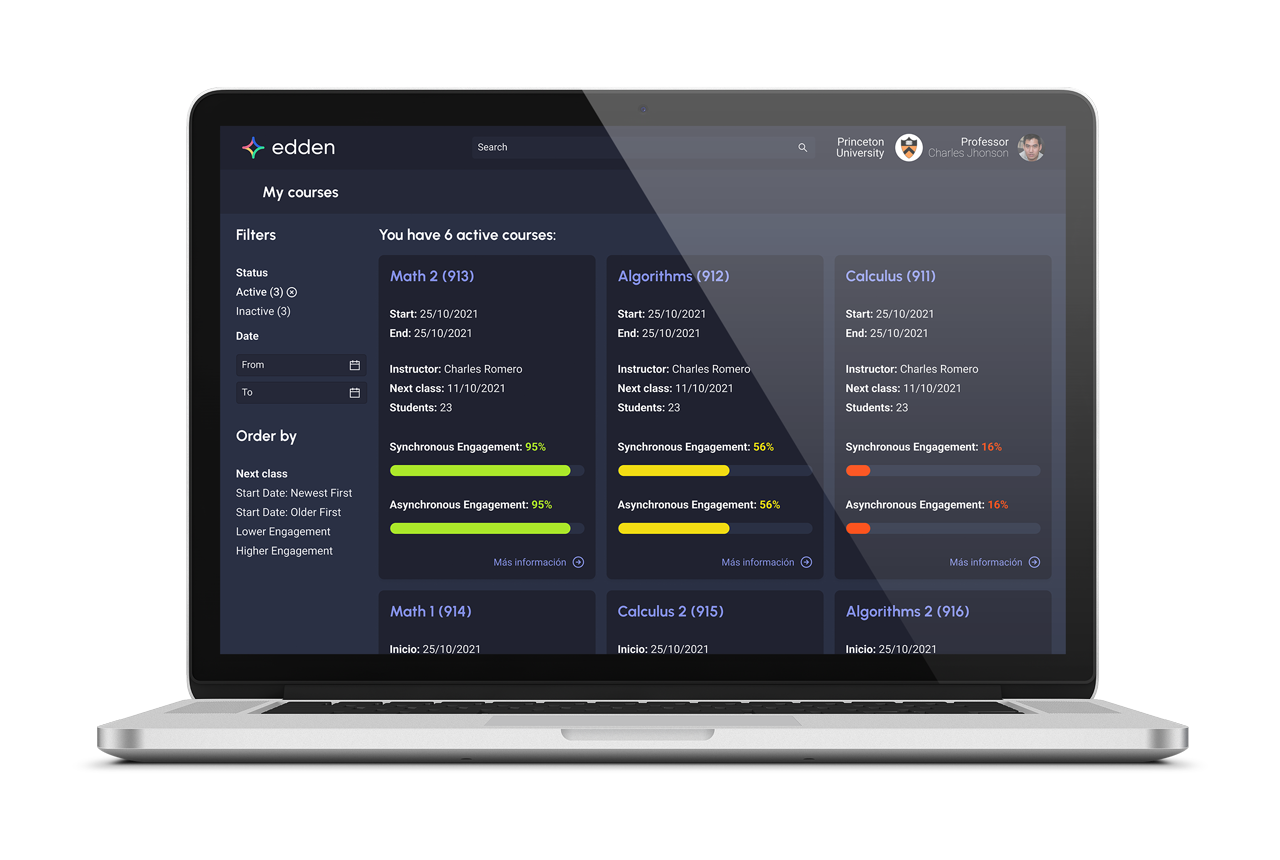 edden
Search
Princeton
University
Professor
Charles Jhonson
My courses
Filters
Status
Active (3)
Inactive (3)
Date
From
To
Order by
Next class
Start Date: Newest First
Start Date: Older First
Lower Engagement
Higher Engagement
You have 6 active courses:
Math 2 (913)
Start: 25/10/2021
End: 25/10/2021
Instructor: Charles Romero
Next class: 11/10/2021
Students: 23
Synchronous Engagement: 95%
Asynchronous Engagement: 95%
Más información
Algorithms (912)
Start: 25/10/2021
End: 25/10/2021
Instructor: Charles Romero
Next class: 11/10/2021
Students: 23
Synchronous Engagement: 56%
Asynchronous Engagement: 56%
Más información
Calculus (911)
Start: 25/10/2021
End: 25/10/2021
Instructor: Charles Romero
Next class: 11/10/2021
Students: 23
Synchronous Engagement: 16%
Asynchronous Engagement: 16%
Más información
Math 1 (914)
Inicio: 25/10/2021
Calculus 2 (915)
Inicio: 25/10/2021
Algorithms 2 (916)
Inicio: 25/10/2021